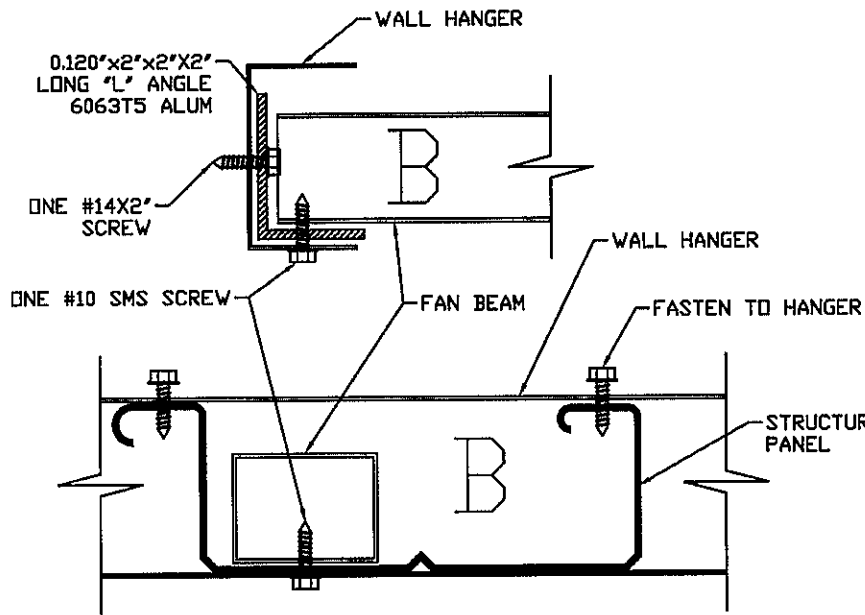 WALL HANGER
0.120"x2"x2"X2"
LONG "L" ANGLE
6063T5 ALUM
B
ONE #14X2"
SCREW
WALL HANGER
ONE #10 SMS SCREW
FAN BEAM
FASTEN TO HANGER
STRUCTUR
PANEL
B